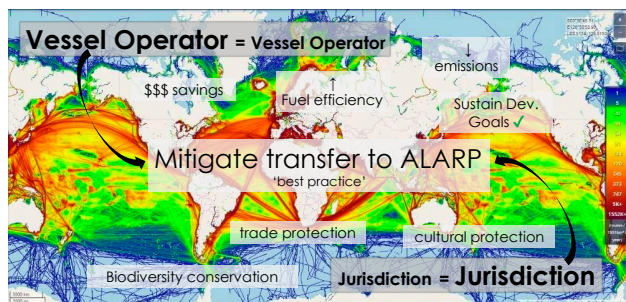 Vessel Operator = Vessel Operator
↓
emissions
$$$ savings
↑
Fuel efficiency
Sustain Dev.
Goals ✓
Mitigate transfer to ALARP
‘best practice’
trade protection
cultural protection
Biodiversity conservation
Jurisdiction = Jurisdiction